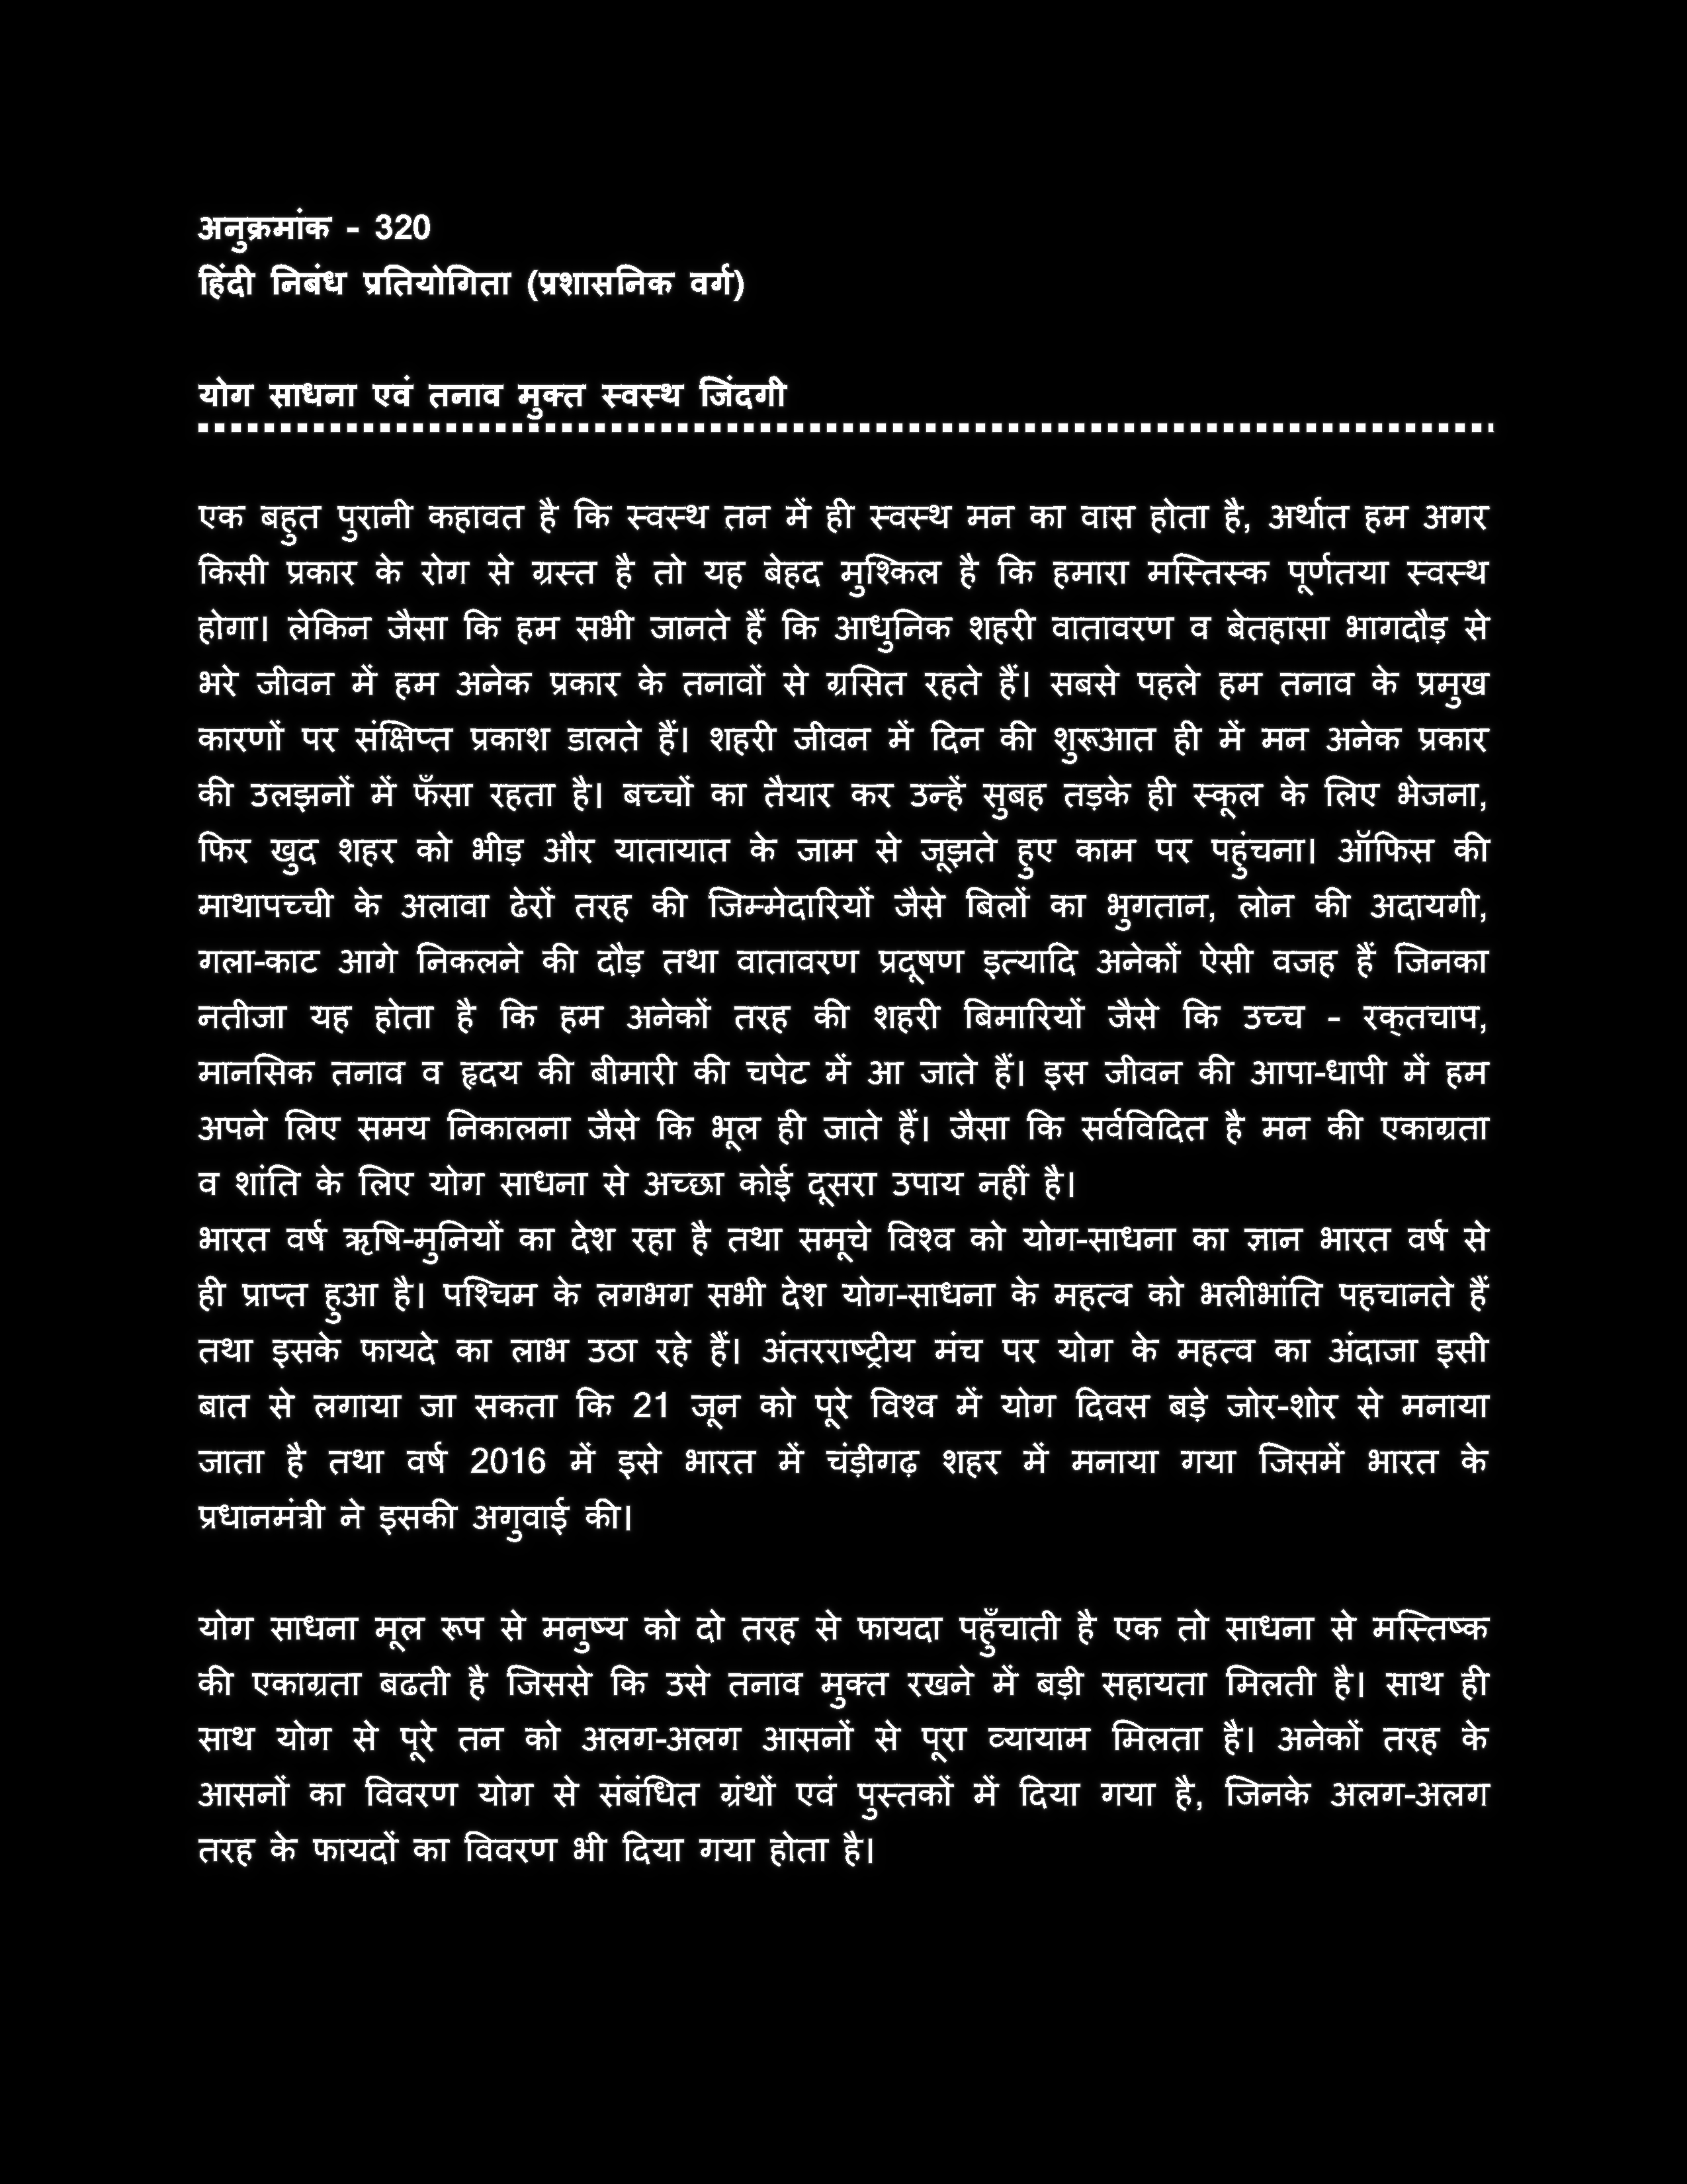 अनुक्रमांक - 320
हिंदी निबंध प्रतियोगिता (प्रशासनिक वर्ग)
योग साधना एवं तनाव मुक्त स्वस्थ जिंदगी
एक बहुत पुरानी कहावत है कि स्वस्थ तन में ही स्वस्थ मन का वास होता है, अर्थात हम अगर
किसी प्रकार के रोग से ग्रस्त है तो यह बेहद मुश्किल है कि हमारा मस्तिस्क पूर्णतया स्वस्थ
होगा। लेकिन जैसा कि हम सभी जानते हैं कि आधुनिक शहरी वातावरण व बेतहासा भागदौड़ से
भरे जीवन में हम अनेक प्रकार के तनावों से ग्रसित रहते हैं। सबसे पहले हम तनाव के प्रमुख
कारणों पर संक्षिप्त प्रकाश डालते हैं। शहरी जीवन में दिन की शुरूआत ही में मन अनेक प्रकार
की उलझनों में फँसा रहता है। बच्चों का तैयार कर उन्हें सुबह तड़के ही स्कूल के लिए भेजना,
फिर खुद शहर को भीड़ और यातायात के जाम से जूझते हुए काम पर पहुंचना। ऑफिस की
माथापच्ची के अलावा ढेरों तरह की जिम्मेदारियों जैसे बिलों का भुगतान, लोन की अदायगी,
गला-काट आगे निकलने की दौड़ तथा वातावरण प्रदूषण इत्यादि अनेकों ऐसी वजह हैं जिनका
नतीजा यह होता है कि हम अनेकों तरह की शहरी बिमारियों जैसे कि उच्च - रक्‌तचाप,
मानसिक तनाव व हृदय की बीमारी की चपेट में आ जाते हैं। इस जीवन की आपा-धापी में हम
अपने लिए समय निकालना जैसे कि भूल ही जाते हैं। जैसा कि सर्वविदित है मन की एकाग्रता
व शांति के लिए योग साधना से अच्छा कोई दूसरा उपाय नहीं है।
भारत वर्ष ऋषि-मुनियों का देश रहा है तथा समूचे विश्व को योग-साधना का ज्ञान भारत वर्ष से
ही प्राप्त हुआ है। पश्चिम के लगभग सभी देश योग-साधना के महत्व को भलीभांति पहचानते हैं
तथा इसके फायदे का लाभ उठा रहे हैं। अंतरराष्ट्रीय मंच पर योग के महत्व का अंदाजा इसी
बात से लगाया जा सकता कि 21 जून को पूरे विश्व में योग दिवस बड़े जोर-शोर से मनाया
जाता है तथा वर्ष 2016 में इसे भारत में चंड़ीगढ़ शहर में मनाया गया जिसमें भारत के
प्रधानमंत्री ने इसकी अगुवाई की।
योग साधना मूल रूप से मनुष्य को दो तरह से फायदा पहुँचाती है एक तो साधना से मस्तिष्क
की एकाग्रता बढती है जिससे कि उसे तनाव मुक्त रखने में बड़ी सहायता मिलती है। साथ ही
साथ योग से पूरे तन को अलग-अलग आसनों से पूरा व्यायाम मिलता है। अनेकों तरह के
आसनों का विवरण योग से संबंधित ग्रंथों एवं पुस्तकों में दिया गया है, जिनके अलग-अलग
तरह के फायदों का विवरण भी दिया गया होता है।